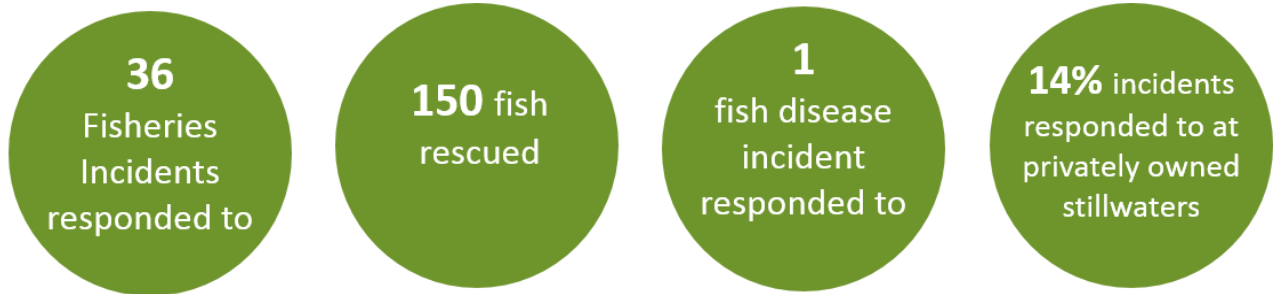 36
Fisheries
Incidents
responded to
150 fish
rescued
1
fish disease
incident
responded to
14% incidents
responded to at
privately owned
stillwaters